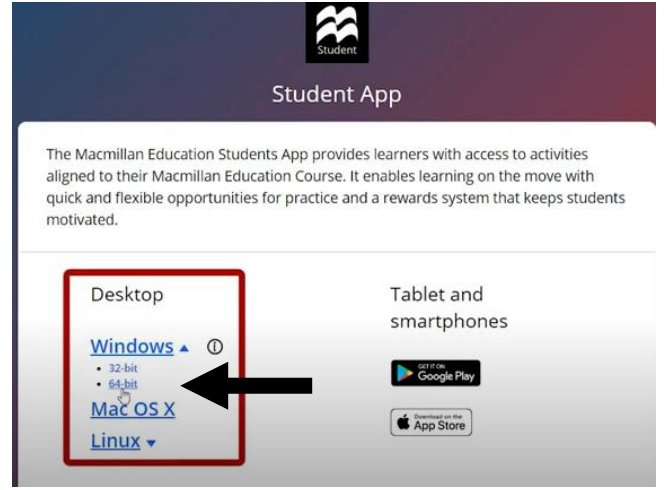 Student
Student App
The Macmillan Education Students App provides learners with access to activities
aligned to their Macmillan Education Course. It enables learning on the move with
quick and flexible opportunities for practice and a rewards system that keeps students
motivated.
Desktop
Windows ▲ ⓘ
• 32-bit
• 64-bit
Mac OS X
Linux ▼
Tablet and
smartphones
GET IT ON
Google Play
Download on the
App Store